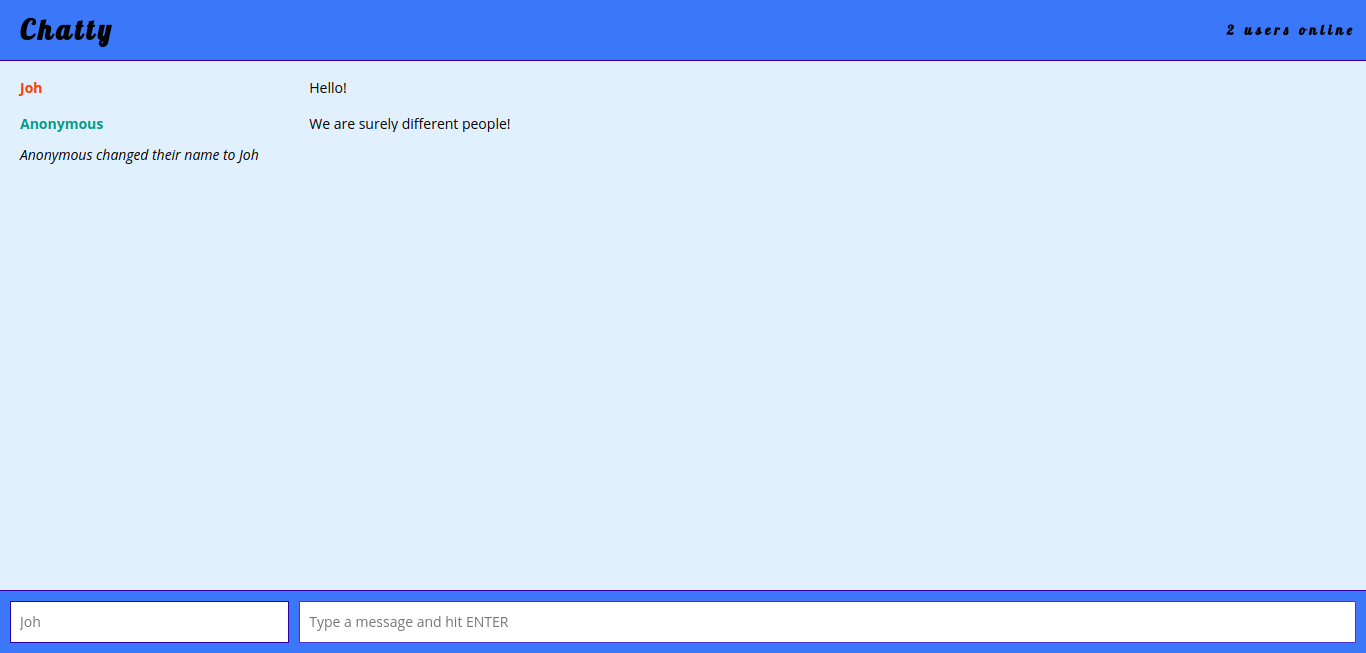 Chatty
2 users online
Joh Hello!
Anonymous We are surely different people!
Anonymous changed their name to Joh
Joh Type a message and hit ENTER